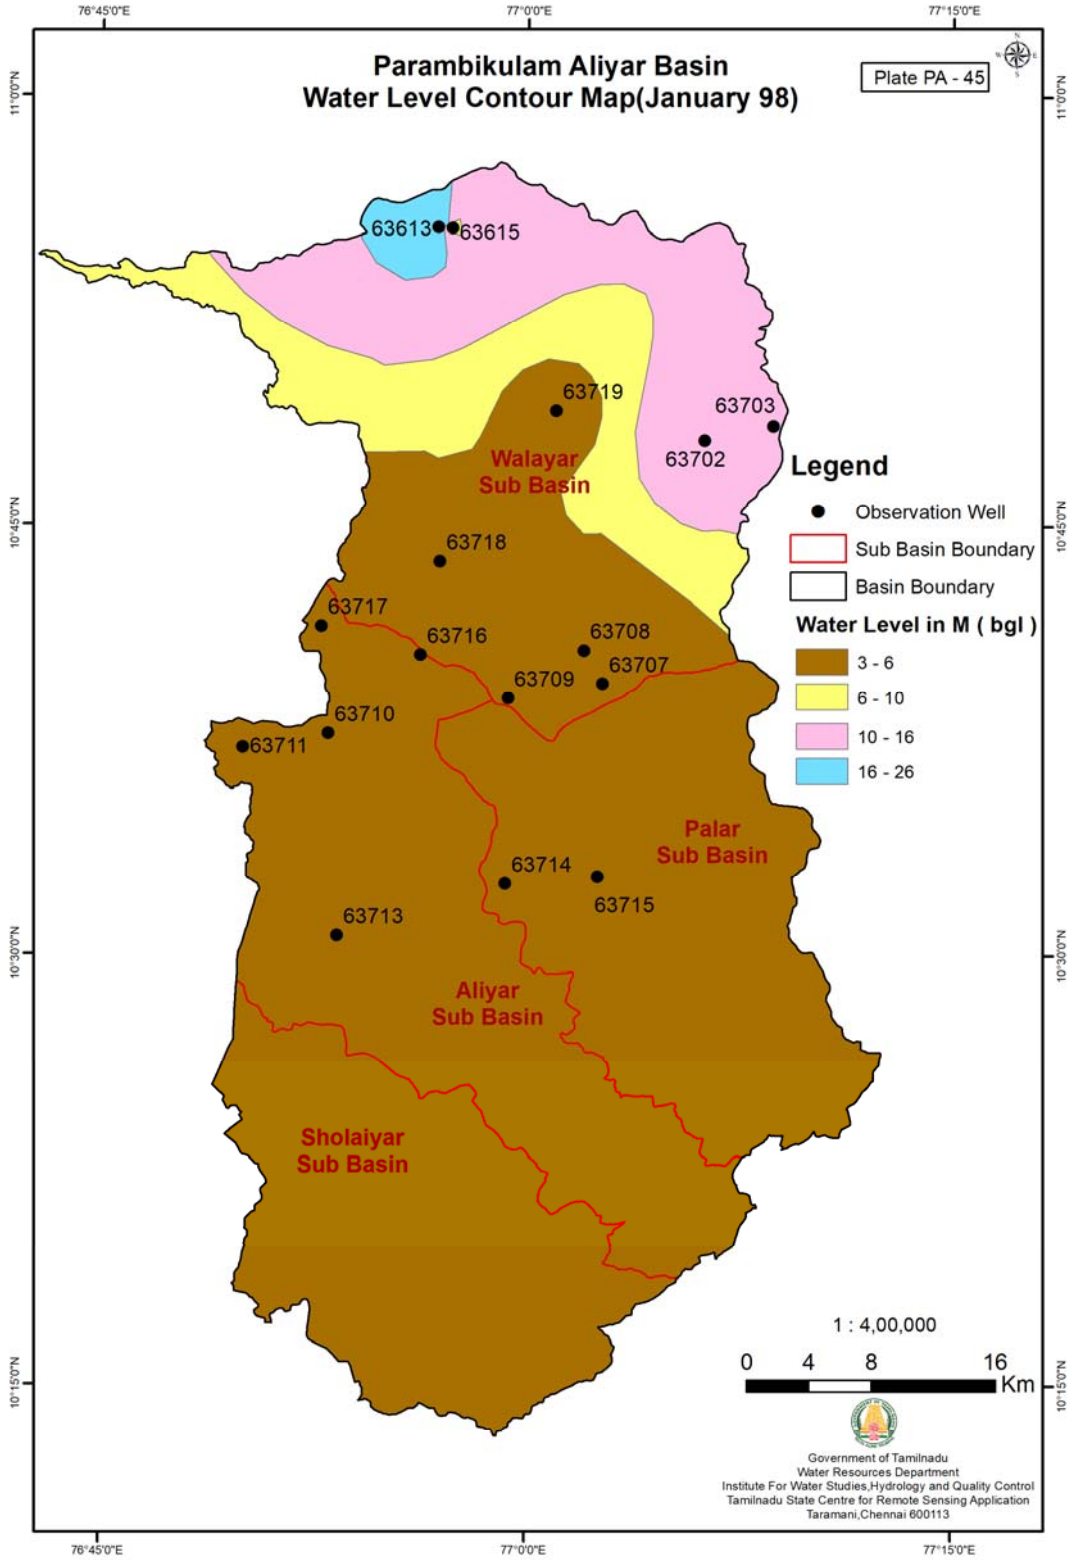 76°45'0"E
77°0'0"E
77°15'0"E
Parambikulam Aliyar Basin
Water Level Contour Map(January 98)
Plate PA - 45
N
W
E
S
11°0'0"N
11°0'0"N
63613
63615
63719
63703
63702
Walayar
Sub Basin
Legend
Observation Well
Sub Basin Boundary
Basin Boundary
Water Level in M ( bgl )
3 - 6
6 - 10
10 - 16
16 - 26
10°45'0"N
10°45'0"N
63718
63717
63716
63708
63707
63709
63710
63711
Palar
Sub Basin
63714
63715
63713
10°30'0"N
10°30'0"N
Aliyar
Sub Basin
Sholaiyar
Sub Basin
1 : 4,00,000
0 4 8 16
Km
10°15'0"N
10°15'0"N
Government of Tamilnadu
Water Resources Department
Institute For Water Studies,Hydrology and Quality Control
Tamilnadu State Centre for Remote Sensing Application
Taramani,Chennai 600113
76°45'0"E
77°0'0"E
77°15'0"E